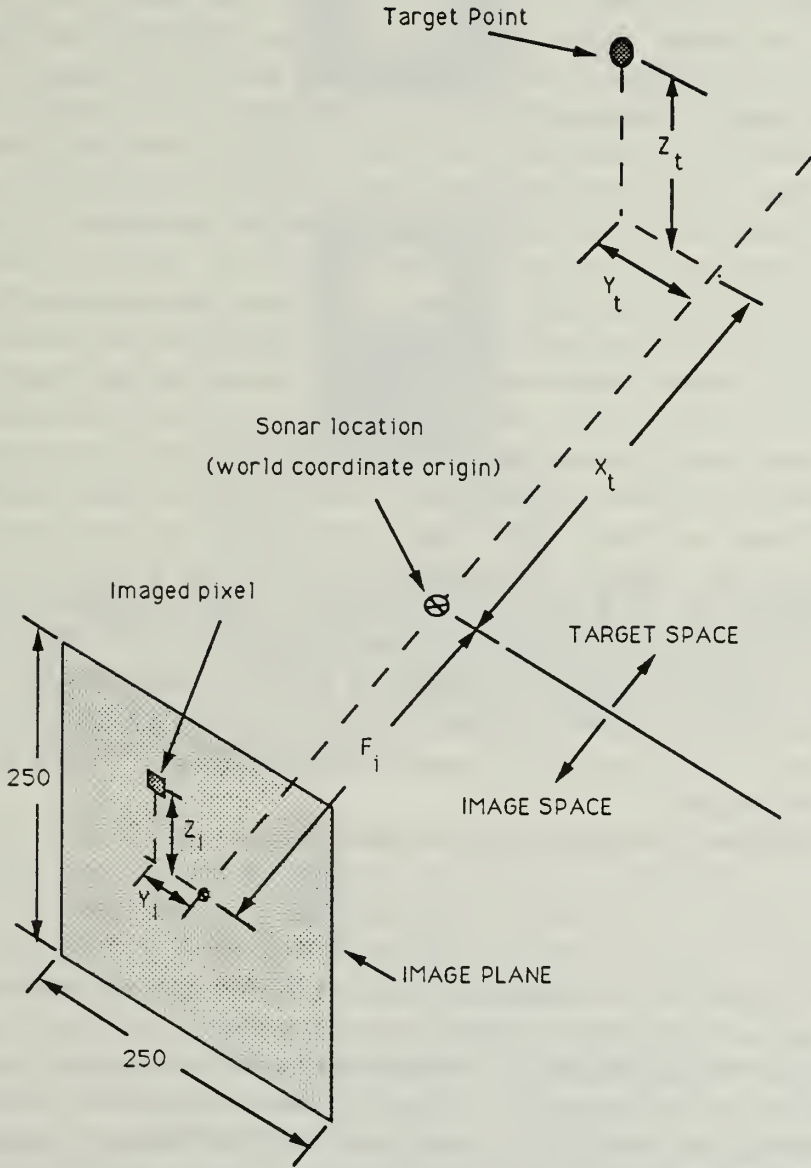 Target Point
Z t
Y t
Sonar location
(world coordinate origin)
X t
Imaged pixel
TARGET SPACE
F i
250
IMAGE SPACE
Z i
Y i
IMAGE PLANE
250